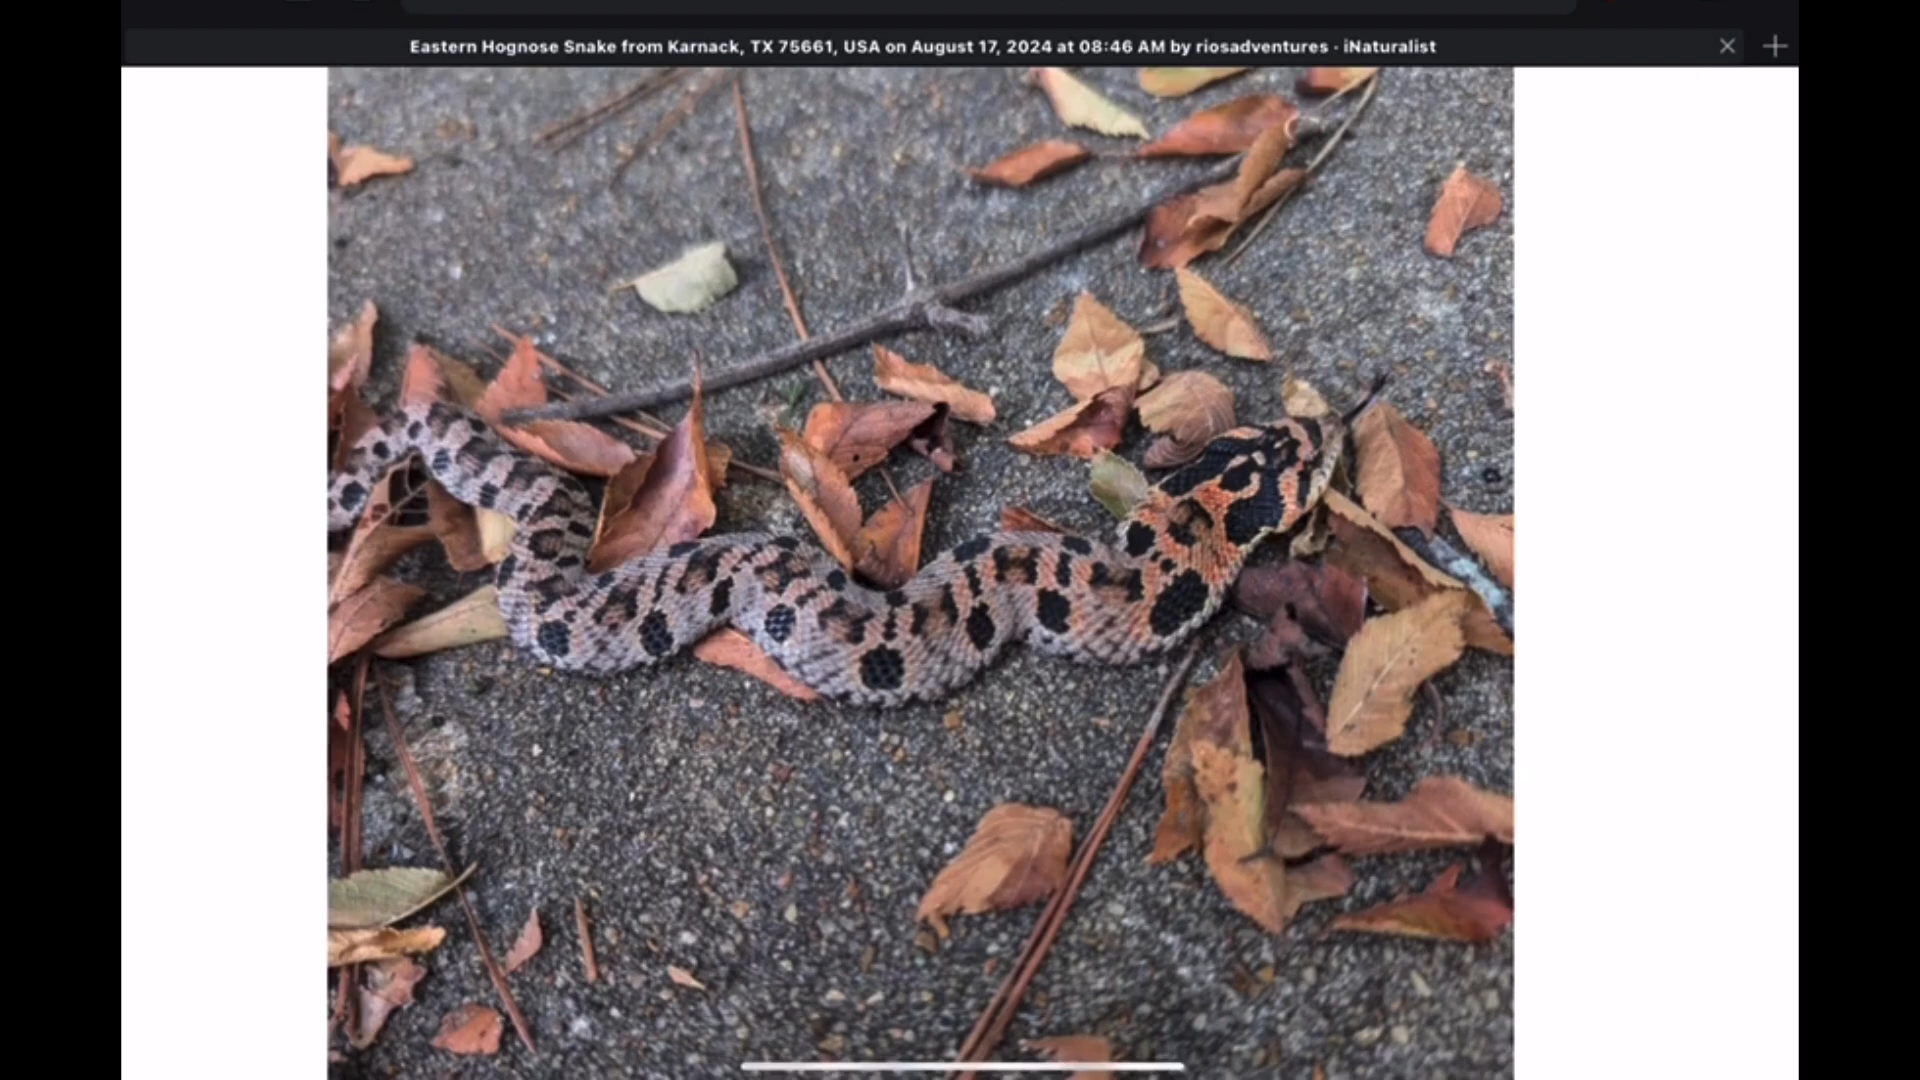 Eastern Hognose Snake from Karnack, TX 75661, USA on August 17, 2024 at 08:46 AM by riosadventures · iNaturalist